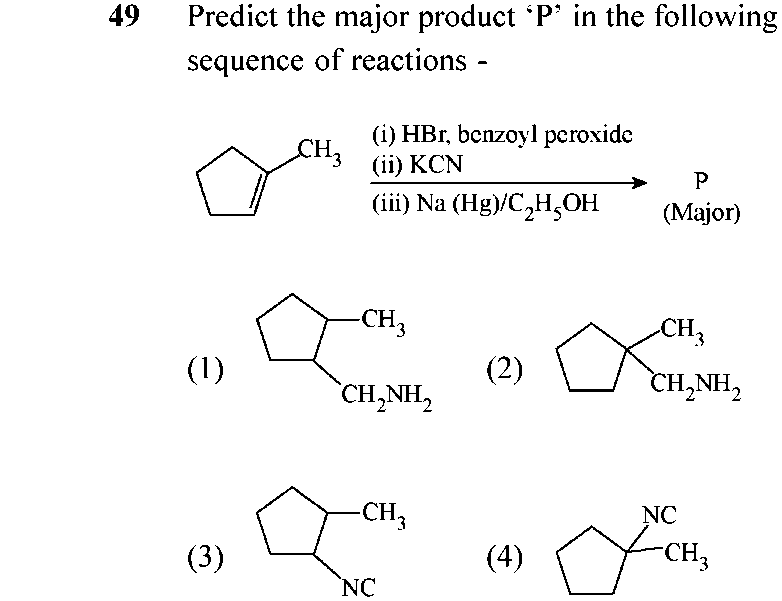 49 Predict the major product ‘P’ in the following
sequence of reactions -
CH₃
(i) HBr, benzoyl peroxide
(ii) KCN
(iii) Na (Hg)/C₂H₅OH
P
(Major)
(1)
CH₃
CH₂NH₂
(2)
CH₃
CH₂NH₂
(3)
CH₃
NC
(4)
NC
CH₃